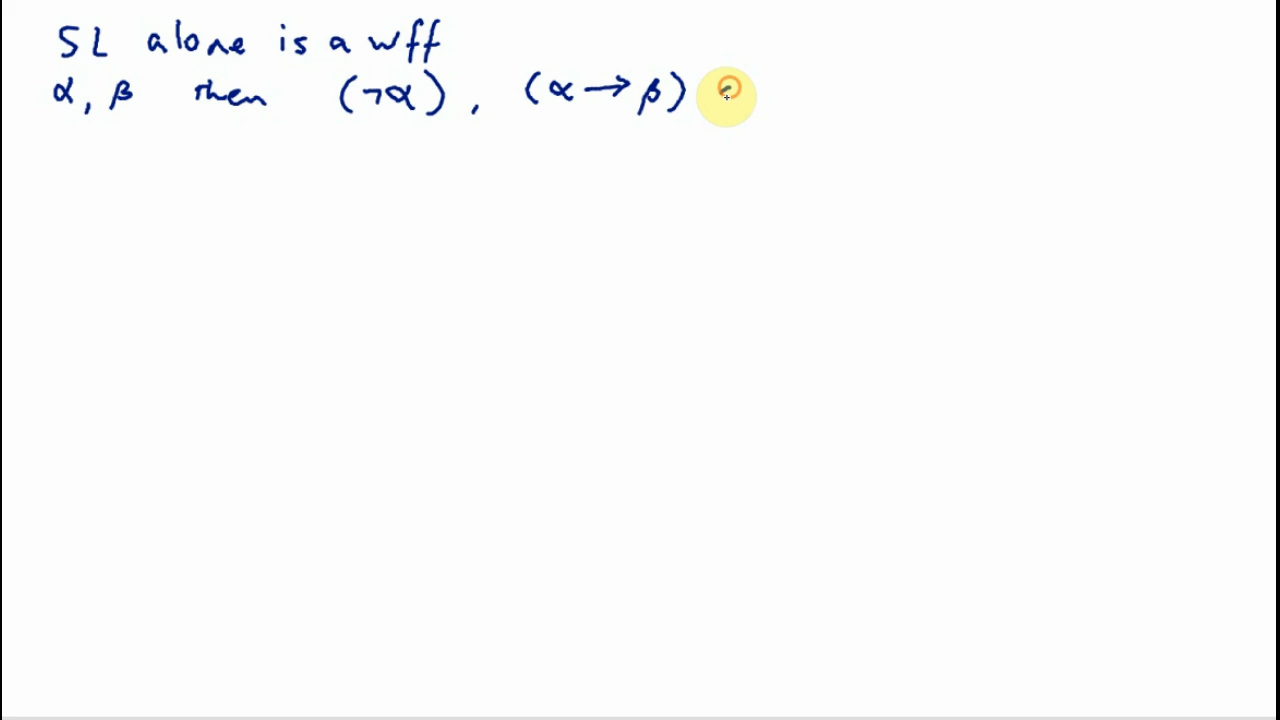 SL alone is a wff
α, β then (¬α), (α → β)